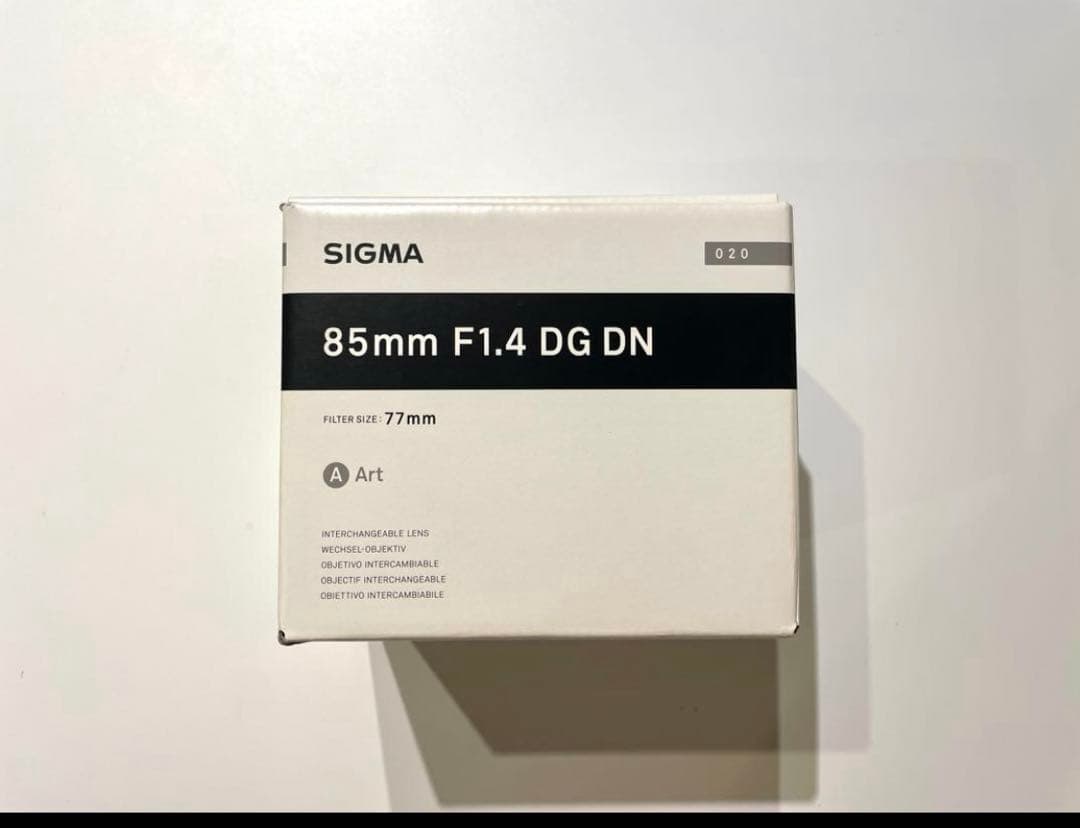 SIGMA
020
85mm F1.4 DG DN
FILTER SIZE: 77mm
A Art
INTERCHANGEABLE LENS
WECHSEL-OBJEKTIV
OBJETIVO INTERCAMBIABLE
OBJECTIF INTERCHANGEABLE
OBIETTIVO INTERCAMBIABILE